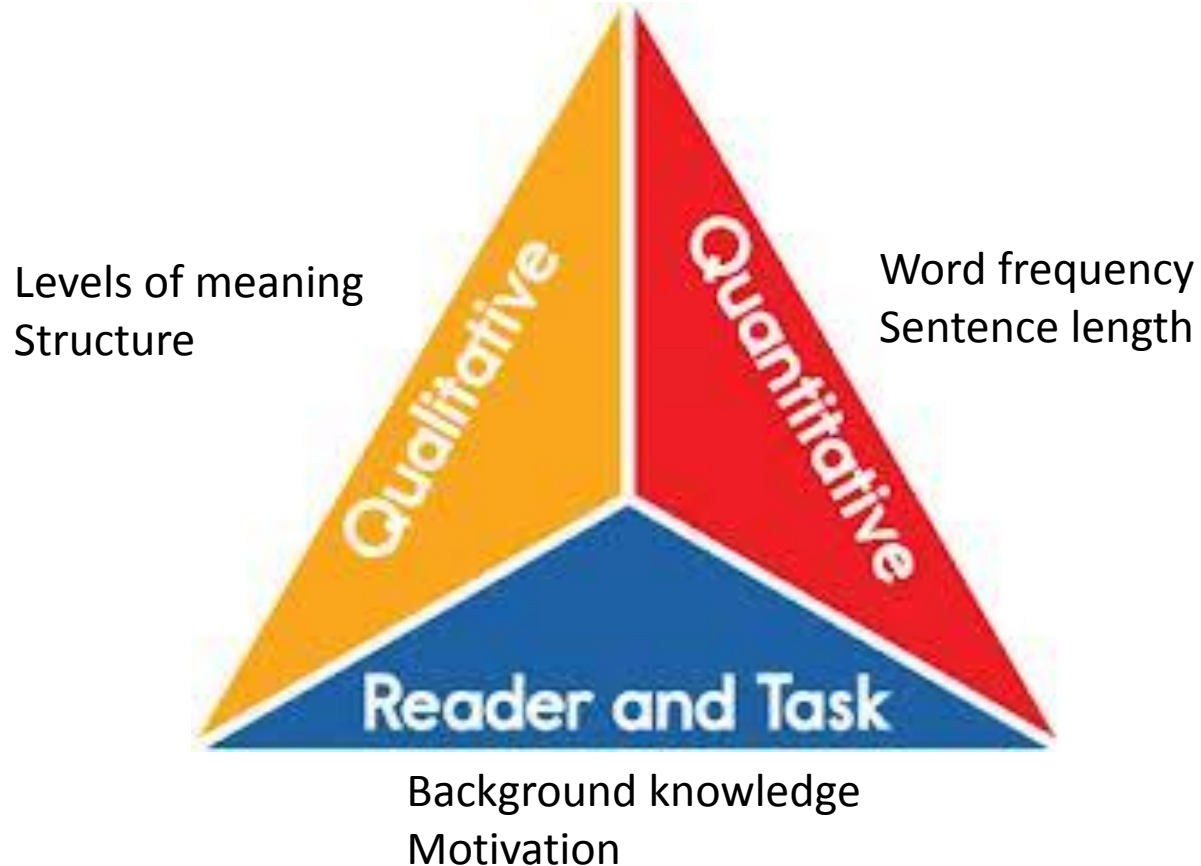 Levels of meaning
Structure
Qualitative
Quantitative
Word frequency
Sentence length
Reader and Task
Background knowledge
Motivation